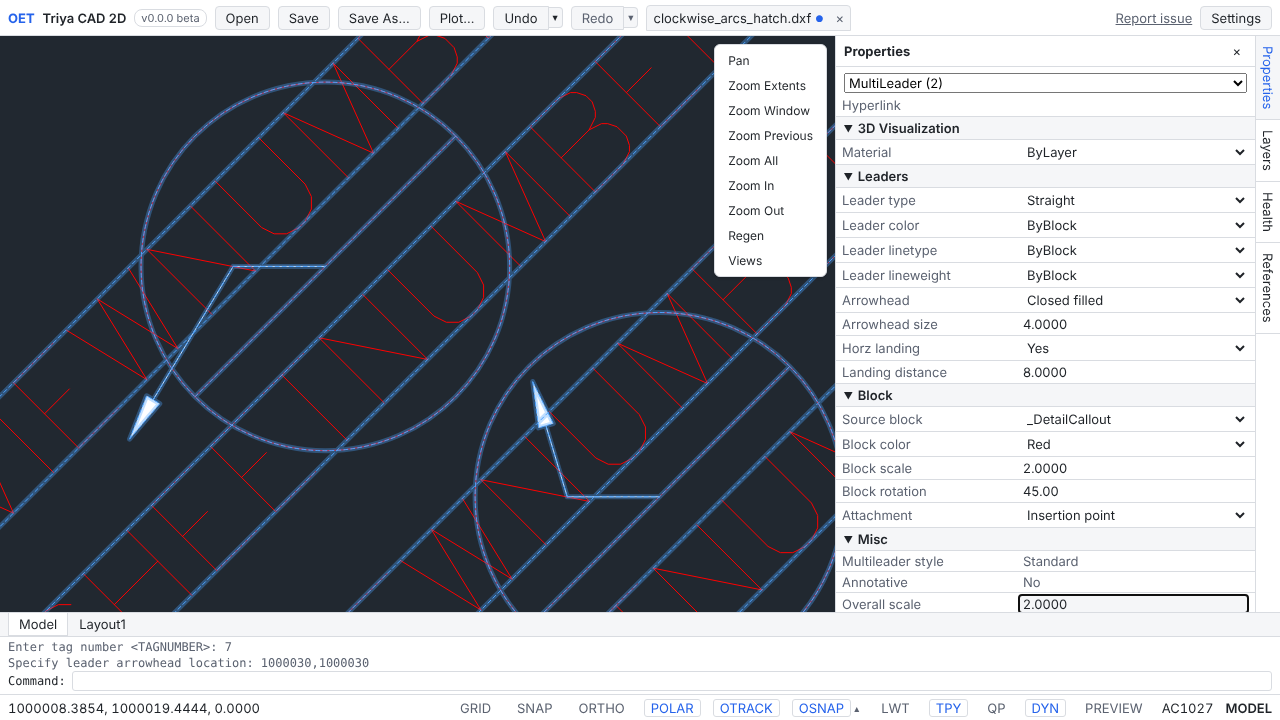 OET Triya CAD 2D v0.0.0 beta Open Save Save As... Plot... Undo ▾ Redo ▾ clockwise_arcs_hatch.dxf ● × Report issue Settings
Pan
Zoom Extents
Zoom Window
Zoom Previous
Zoom All
Zoom In
Zoom Out
Regen
Views
Properties ×
MultiLeader (2)
Hyperlink
▼ 3D Visualization
Material ByLayer
▼ Leaders
Leader type Straight
Leader color ByBlock
Leader linetype ByBlock
Leader lineweight ByBlock
Arrowhead Closed filled
Arrowhead size 4.0000
Horz landing Yes
Landing distance 8.0000
▼ Block
Source block _DetailCallout
Block color Red
Block scale 2.0000
Block rotation 45.00
Attachment Insertion point
▼ Misc
Multileader style Standard
Annotative No
Overall scale 2.0000
Properties
Layers
Health
References
Model Layout1
Enter tag number <TAGNUMBER>: 7
Specify leader arrowhead location: 1000030,1000030
Command:
1000008.3854, 1000019.4444, 0.0000 GRID SNAP ORTHO POLAR OTRACK OSNAP ▴ LWT TPY QP DYN PREVIEW AC1027 MODEL